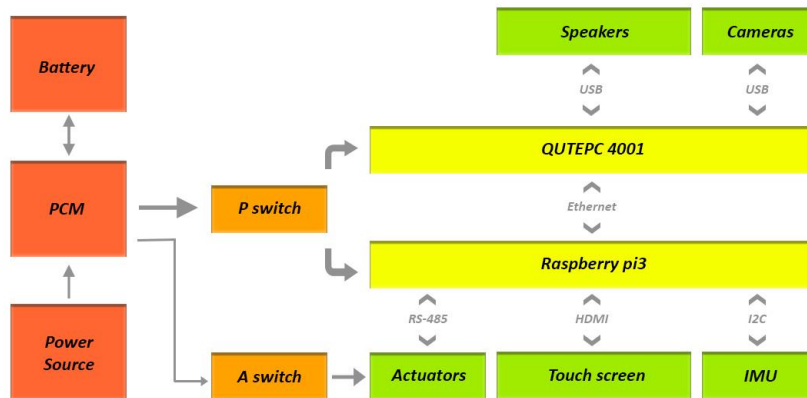 Speakers
Cameras
Battery
USB
USB
QUTEPC 4001
PCM
P switch
Ethernet
Raspberry pi3
RS-485
HDMI
I2C
Power
Source
A switch
Actuators
Touch screen
IMU